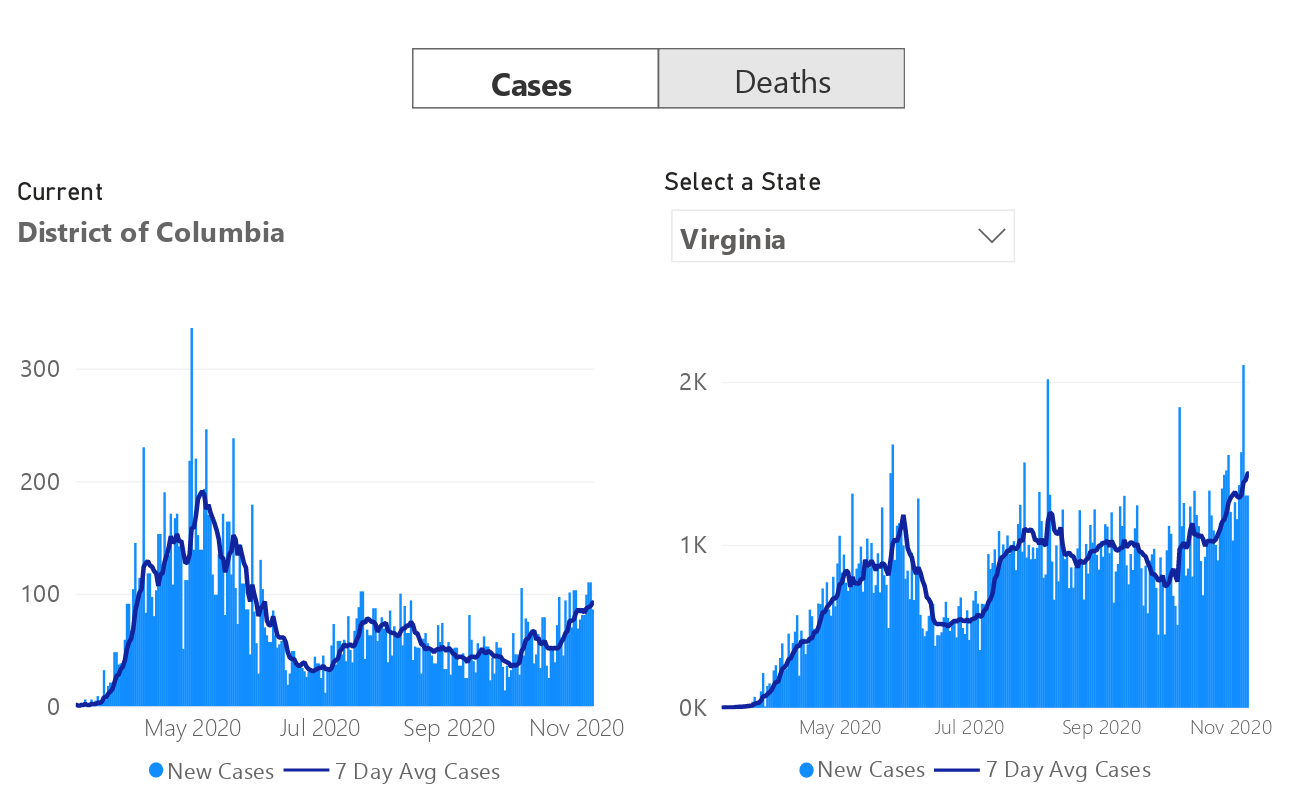 Cases
Deaths
Current
District of Columbia
Select a State
Virginia
300
200
100
0
May 2020
Jul 2020
Sep 2020
Nov 2020
New Cases
7 Day Avg Cases
2K
1K
0K
May 2020
Jul 2020
Sep 2020
Nov 2020
New Cases
7 Day Avg Cases